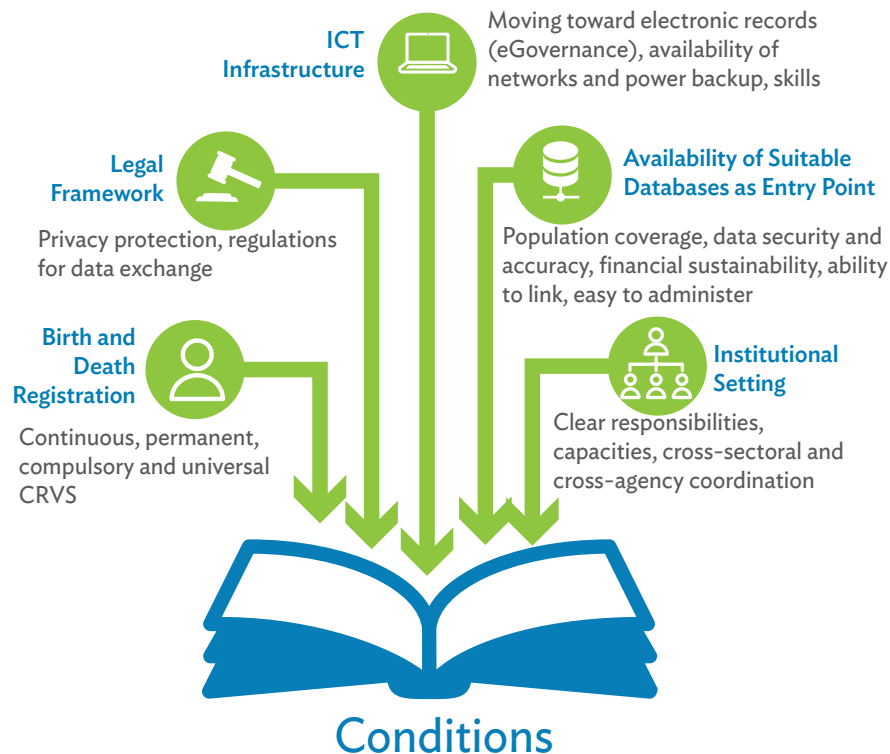 ICT
Infrastructure
Moving toward electronic records
(eGovernance), availability of
networks and power backup, skills
Legal
Framework
Privacy protection, regulations
for data exchange
Availability of Suitable
Databases as Entry Point
Population coverage, data security and
accuracy, financial sustainability, ability
to link, easy to administer
Birth and
Death
Registration
Continuous, permanent,
compulsory and universal
CRVS
Institutional
Setting
Clear responsibilities,
capacities, cross-sectoral and
cross-agency coordination
Conditions